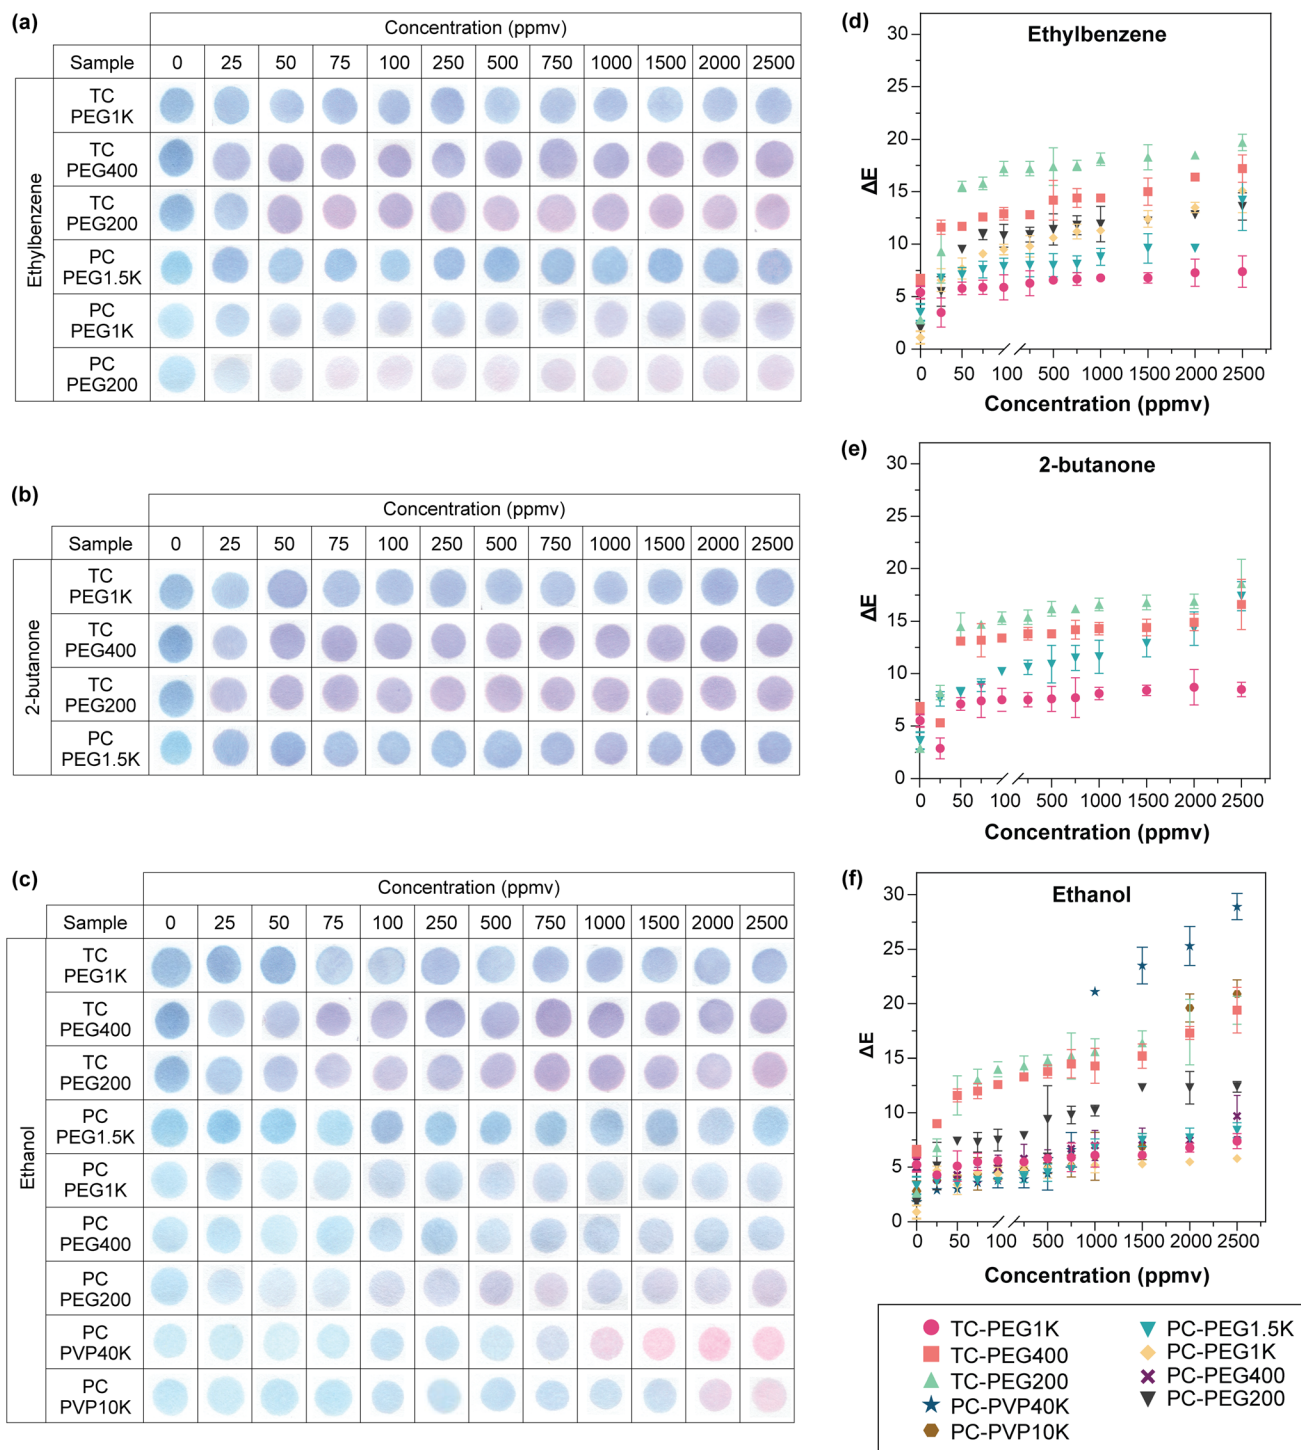 (a)
Concentration (ppmv)
Sample 0 25 50 75 100 250 500 750 1000 1500 2000 2500
Ethylbenzene
TC
PEG1K
TC
PEG400
TC
PEG200
PC
PEG1.5K
PC
PEG1K
PC
PEG200
(b)
Concentration (ppmv)
Sample 0 25 50 75 100 250 500 750 1000 1500 2000 2500
2-butanone
TC
PEG1K
TC
PEG400
TC
PEG200
PC
PEG1.5K
(c)
Concentration (ppmv)
Sample 0 25 50 75 100 250 500 750 1000 1500 2000 2500
Ethanol
TC
PEG1K
TC
PEG400
TC
PEG200
PC
PEG1.5K
PC
PEG1K
PC
PEG400
PC
PEG200
PC
PVP40K
PC
PVP10K
(d)
Ethylbenzene
30
25
20
15
10
5
0
ΔE
0 50 100 500 1000 1500 2000 2500
Concentration (ppmv)
(e)
2-butanone
30
25
20
15
10
5
0
ΔE
0 50 100 500 1000 1500 2000 2500
Concentration (ppmv)
(f)
Ethanol
30
25
20
15
10
5
0
ΔE
0 50 100 500 1000 1500 2000 2500
Concentration (ppmv)
TC-PEG1K
TC-PEG400
TC-PEG200
PC-PVP40K
PC-PVP10K
PC-PEG1.5K
PC-PEG1K
PC-PEG400
PC-PEG200